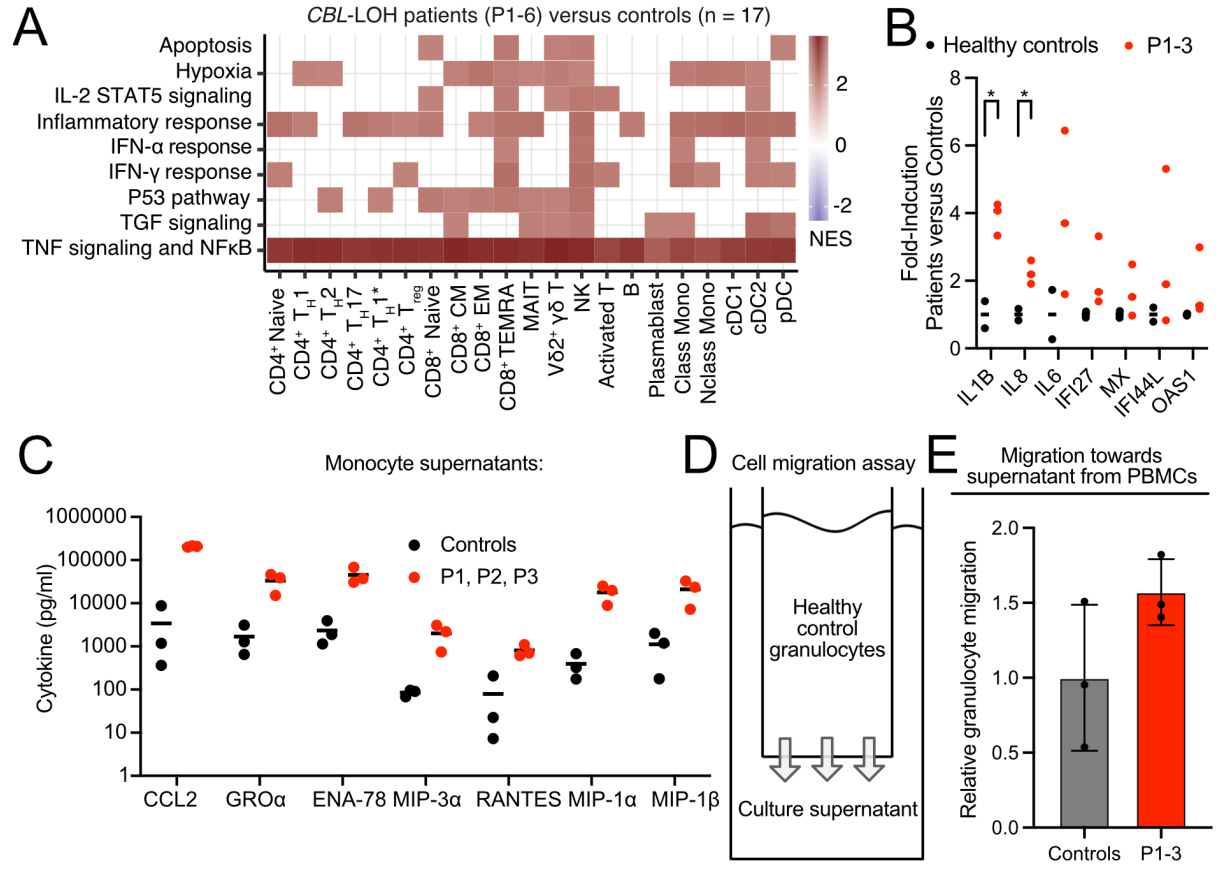 A
CBL-LOH patients (P1-6) versus controls (n = 17)
Apoptosis
Hypoxia
IL-2 STAT5 signaling
Inflammatory response
IFN-α response
IFN-γ response
P53 pathway
TGF signaling
TNF signaling and NFκB
2
0
-2
NES
CD4+ Naive
CD4+ TH1
CD4+ TH2
CD4+ TH17
CD4+ TH1*
CD4+ Treg
CD8+ Naive
CD8+ CM
CD8+ EM
CD8+TEMRA
MAIT
Vδ2+ γδ T
NK
Activated T
B
Plasmablast
Class Mono
Nclass Mono
cDC1
cDC2
pDC
B
Healthy controls
P1-3
Fold-Indcution
Patients versus Controls
8
6
4
2
0
*
*
IL1B
IL8
IL6
IFI27
MX
IFI44L
OAS1
C
Monocyte supernatants:
Cytokine (pg/ml)
1000000
100000
10000
1000
100
10
1
Controls
P1, P2, P3
CCL2
GROα
ENA-78
MIP-3α
RANTES
MIP-1α
MIP-1β
D
Cell migration assay
Healthy
control
granulocytes
Culture supernatant
E
Migration towards
supernatant from PBMCs
Relative granulocyte migration
2.0
1.5
1.0
0.5
0.0
Controls
P1-3